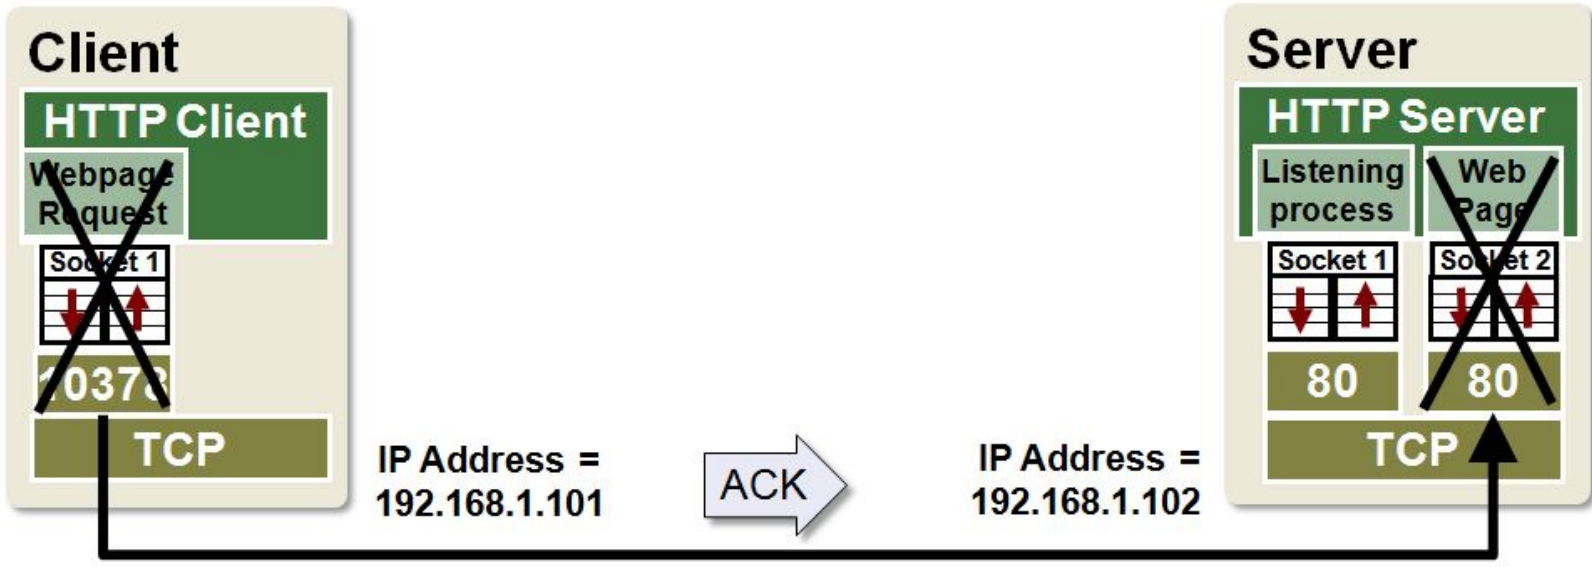 Client
HTTP Client
Webpage
Request
Socket 1
10378
TCP
IP Address =
192.168.1.101
ACK
IP Address =
192.168.1.102
Server
HTTP Server
Listening
process
Web
Page
Socket 1
Socket 2
80
80
TCP